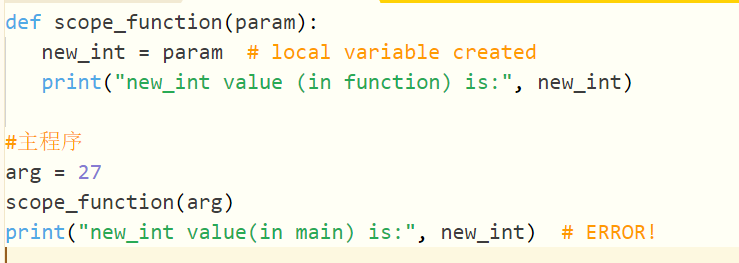 def scope_function(param):
new_int = param  # local variable created
print("new_int value (in function) is:", new_int)
#主程序
arg = 27
scope_function(arg)
print("new_int value(in main) is:", new_int)  # ERROR!